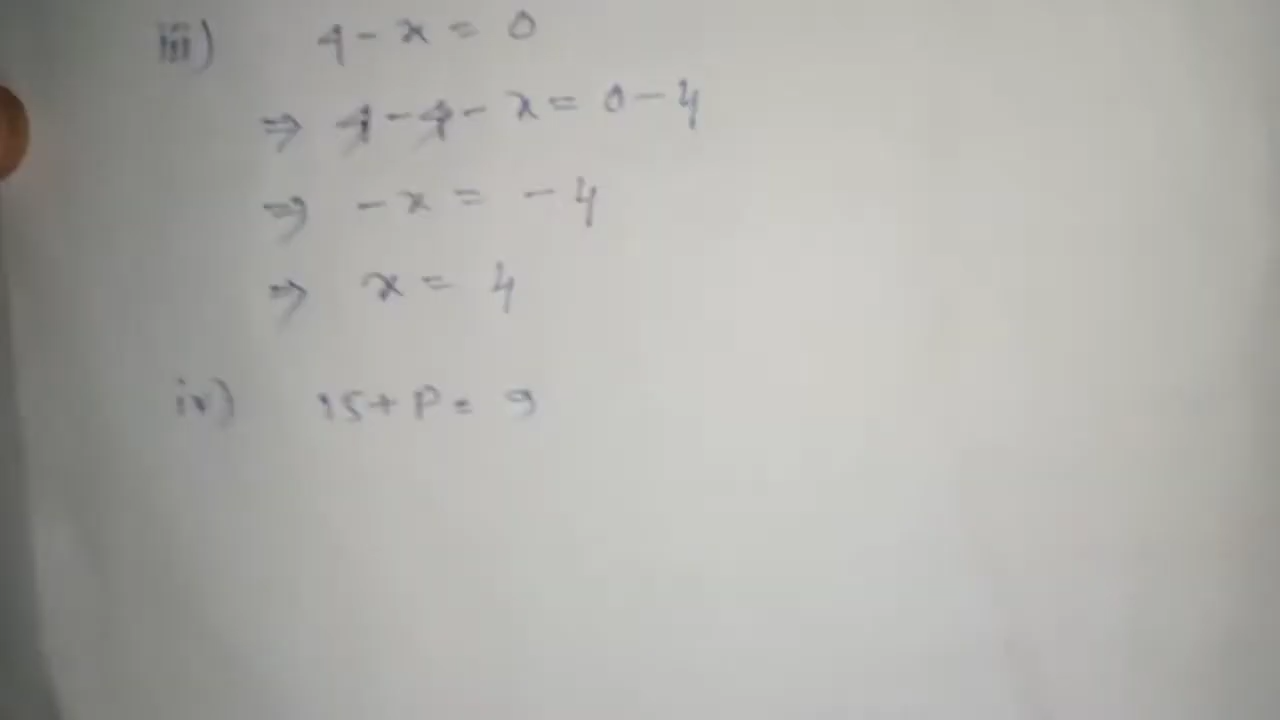 iii) 4 - x = 0
⇒ 4 - 4 - x = 0 - 4
⇒ - x = - 4
⇒ x = 4
iv) 15 + P = 9